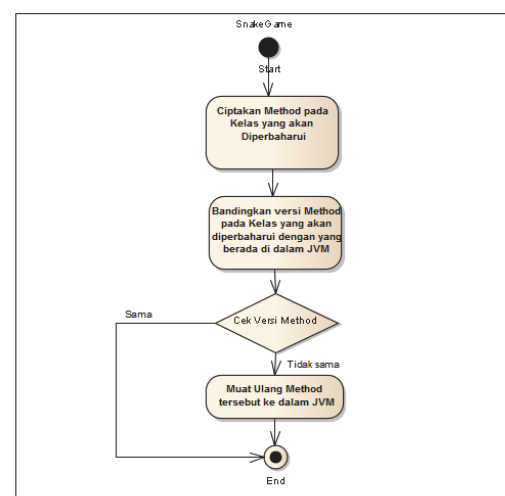 SnakeGame
Start
Ciptakan Method pada
Kelas yang akan
Diperbaharui
Bandingkan versi Method
pada Kelas yang akan
diperbaharui dengan yang
berada di dalam JVM
Sama
Cek Versi Method
Tidak sama
Muat Ulang Method
tersebut ke dalam JVM
End